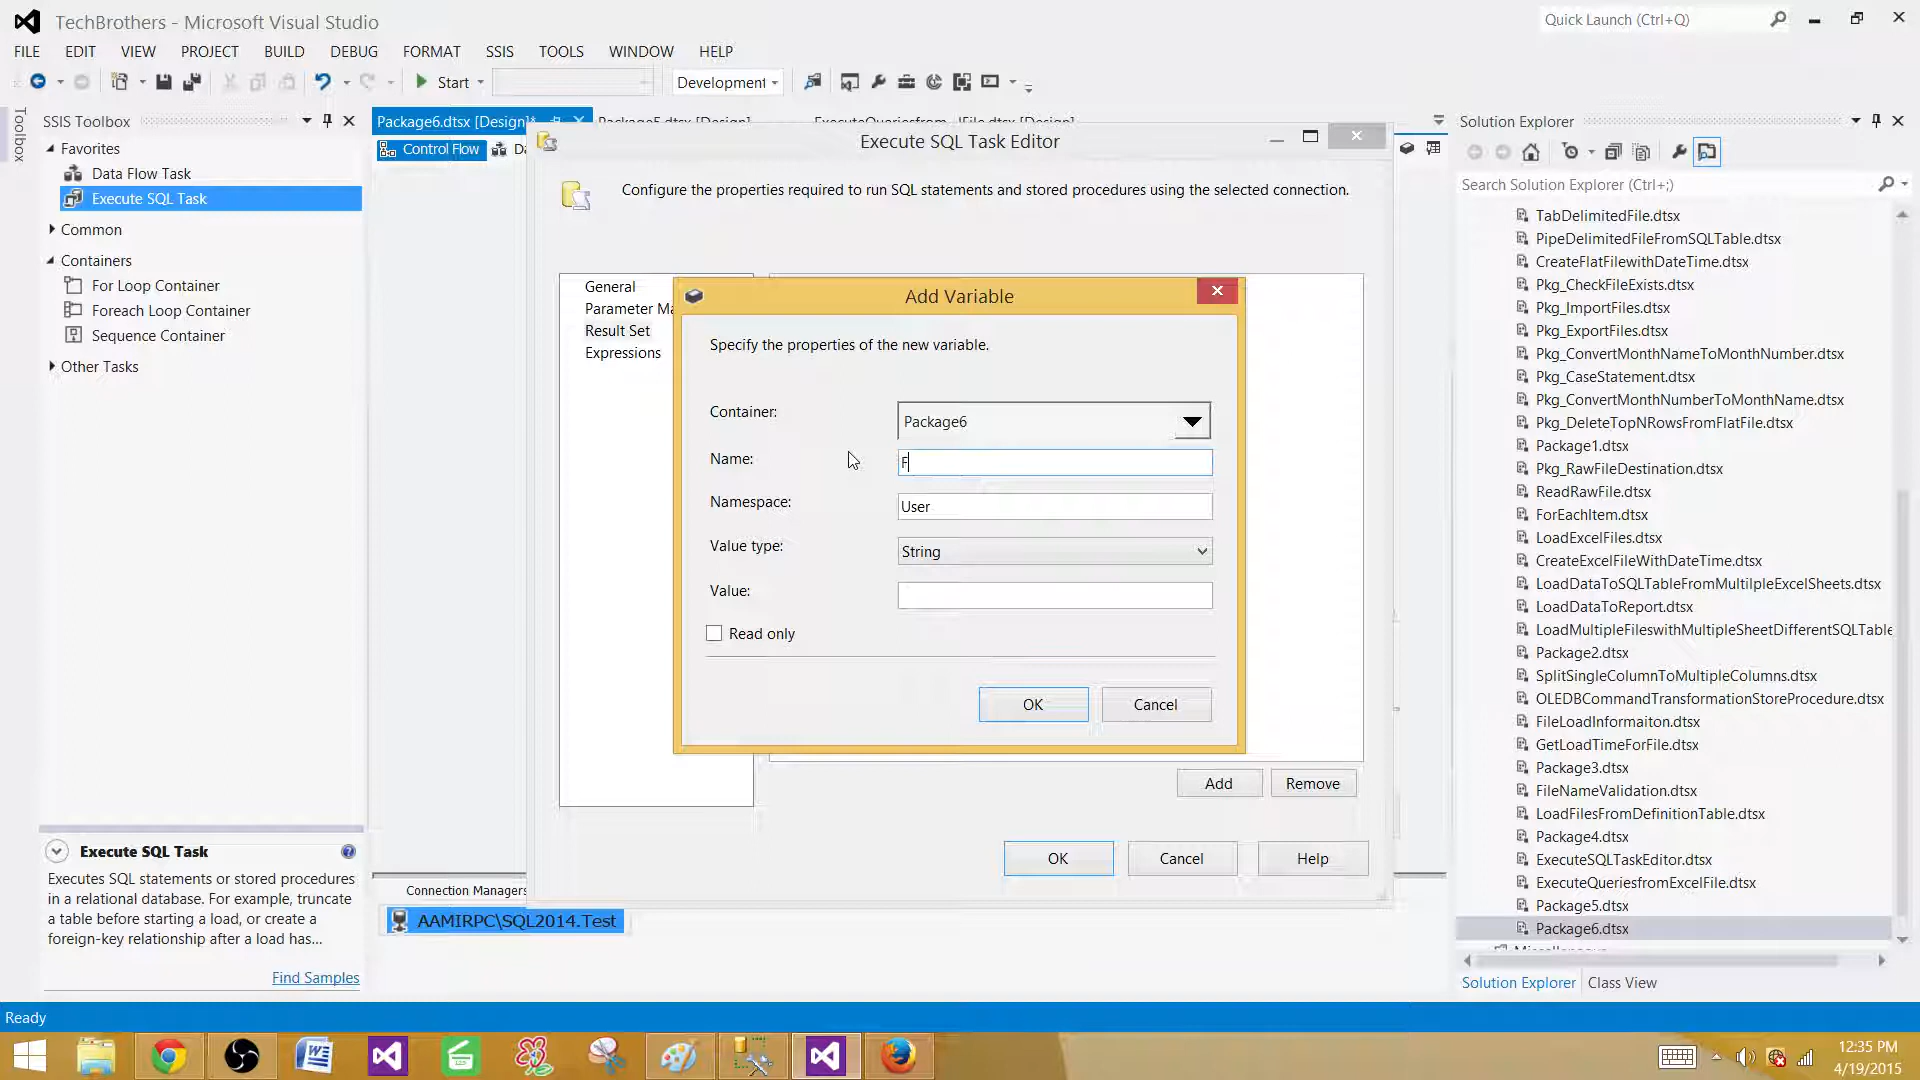 TechBrothers - Microsoft Visual Studio
Quick Launch (Ctrl+Q)
FILE EDIT VIEW PROJECT BUILD DEBUG FORMAT SSIS TOOLS WINDOW HELP
Start
Development
Toolbox
SSIS Toolbox
Favorites
Data Flow Task
Execute SQL Task
Common
Containers
For Loop Container
Foreach Loop Container
Sequence Container
Other Tasks
Execute SQL Task
Executes SQL statements or stored procedures
in a relational database. For example, truncate
a table before starting a load, or create a
foreign-key relationship after a load has...
Find Samples
Package6.dtsx [Design]*
Package5.dtsx [Design]
Control Flow
Execute SQL Task Editor
Configure the properties required to run SQL statements and stored procedures using the selected connection.
General
Parameter Ma
Result Set
Expressions
Add Variable
Specify the properties of the new variable.
Container: Package6
Name: F
Namespace: User
Value type: String
Value:
Read only
OK Cancel
Add Remove
OK Cancel Help
Connection Managers
AAMIRPC\SQL2014.Test
Solution Explorer
Search Solution Explorer (Ctrl+;)
TabDelimitedFile.dtsx
PipeDelimitedFileFromSQLTable.dtsx
CreateFlatFilewithDateTime.dtsx
Pkg_CheckFileExists.dtsx
Pkg_ImportFiles.dtsx
Pkg_ExportFiles.dtsx
Pkg_ConvertMonthNameToMonthNumber.dtsx
Pkg_CaseStatement.dtsx
Pkg_ConvertMonthNumberToMonthName.dtsx
Pkg_DeleteTopNRowsFromFlatFile.dtsx
Package1.dtsx
Pkg_RawFileDestination.dtsx
ReadRawFile.dtsx
ForEachItem.dtsx
LoadExcelFiles.dtsx
CreateExcelFileWithDateTime.dtsx
LoadDataToSQLTableFromMultilpleExcelSheets.dtsx
LoadDataToReport.dtsx
LoadMultipleFileswithMultipleSheetDifferentSQLTable
Package2.dtsx
SplitSingleColumnToMultipleColumns.dtsx
OLEDBCommandTransformationStoreProcedure.dtsx
FileLoadInformaiton.dtsx
GetLoadTimeForFile.dtsx
Package3.dtsx
FileNameValidation.dtsx
LoadFilesFromDefinitionTable.dtsx
Package4.dtsx
ExecuteSQLTaskEditor.dtsx
ExecuteQueriesfromExcelFile.dtsx
Package5.dtsx
Package6.dtsx
Solution Explorer Class View
Ready
12:35 PM
4/19/2015